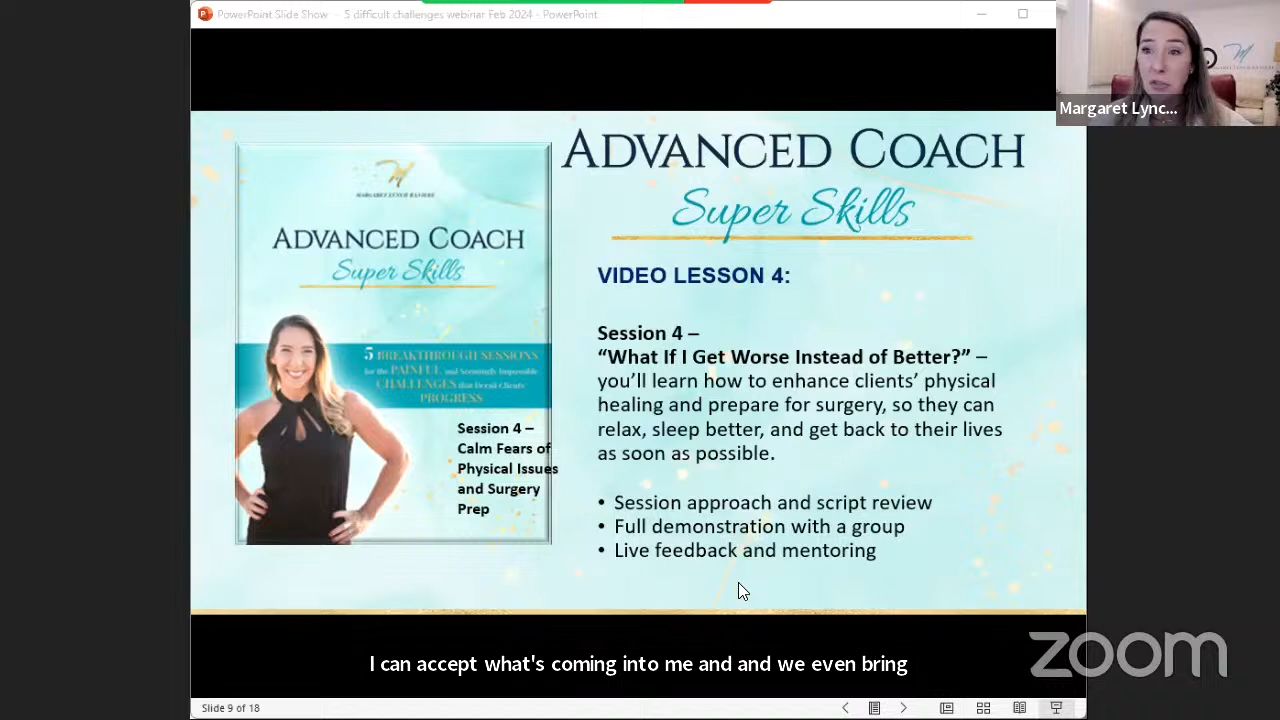 PowerPoint Slide Show - 5 difficult challenges webinar Feb 2024 - PowerPoint
Margaret Lync...
M
MARGARET LYNCH RANIERE
ADVANCED COACH
Super Skills
5 BREAKTHROUGH SESSIONS
for the PAINFUL and Seemingly Impossible
CHALLENGES that Derail Clients'
PROGRESS
Session 4 –
Calm Fears of
Physical Issues
and Surgery
Prep
ADVANCED COACH
Super Skills
VIDEO LESSON 4:
Session 4 –
“What If I Get Worse Instead of Better?” –
you’ll learn how to enhance clients’ physical
healing and prepare for surgery, so they can
relax, sleep better, and get back to their lives
as soon as possible.
• Session approach and script review
• Full demonstration with a group
• Live feedback and mentoring
I can accept what's coming into me and and we even bring
zoom
Slide 9 of 18